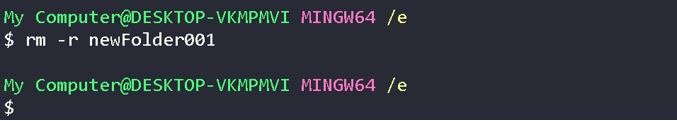 My Computer@DESKTOP-VKMPMVI MINGW64 /e
$ rm -r newFolder001
My Computer@DESKTOP-VKMPMVI MINGW64 /e
$